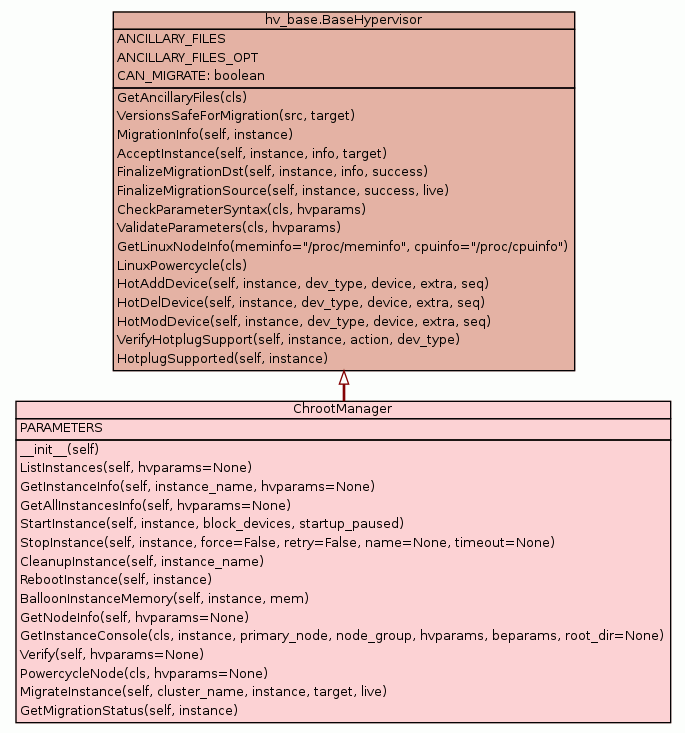 hv_base.BaseHypervisor
ANCILLARY_FILES
ANCILLARY_FILES_OPT
CAN_MIGRATE: boolean
GetAncillaryFiles(cls)
VersionsSafeForMigration(src, target)
MigrationInfo(self, instance)
AcceptInstance(self, instance, info, target)
FinalizeMigrationDst(self, instance, info, success)
FinalizeMigrationSource(self, instance, success, live)
CheckParameterSyntax(cls, hvparams)
ValidateParameters(cls, hvparams)
GetLinuxNodeInfo(meminfo="/proc/meminfo", cpuinfo="/proc/cpuinfo")
LinuxPowercycle(cls)
HotAddDevice(self, instance, dev_type, device, extra, seq)
HotDelDevice(self, instance, dev_type, device, extra, seq)
HotModDevice(self, instance, dev_type, device, extra, seq)
VerifyHotplugSupport(self, instance, action, dev_type)
HotplugSupported(self, instance)
ChrootManager
PARAMETERS
__init__(self)
ListInstances(self, hvparams=None)
GetInstanceInfo(self, instance_name, hvparams=None)
GetAllInstancesInfo(self, hvparams=None)
StartInstance(self, instance, block_devices, startup_paused)
StopInstance(self, instance, force=False, retry=False, name=None, timeout=None)
CleanupInstance(self, instance_name)
RebootInstance(self, instance)
BalloonInstanceMemory(self, instance, mem)
GetNodeInfo(self, hvparams=None)
GetInstanceConsole(cls, instance, primary_node, node_group, hvparams, beparams, root_dir=None)
Verify(self, hvparams=None)
PowercycleNode(cls, hvparams=None)
MigrateInstance(self, cluster_name, instance, target, live)
GetMigrationStatus(self, instance)